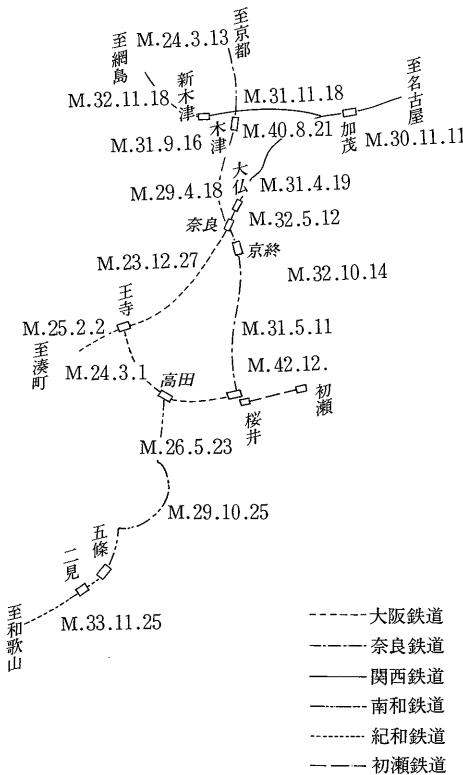 至京都
M.24.3.13
至網島
M.32.11.18
新木津
M.31.11.18
至名古屋
木津
M.40.8.21
加茂
M.30.11.11
M.31.9.16
大仏
M.29.4.18
M.31.4.19
奈良
M.32.5.12
京終
M.23.12.27
M.32.10.14
王寺
M.25.2.2
至湊町
M.31.5.11
M.24.3.1
高田
M.42.12.
初瀬
桜井
M.26.5.23
M.29.10.25
五條
二見
至和歌山
M.33.11.25
大阪鉄道
奈良鉄道
関西鉄道
南和鉄道
紀和鉄道
初瀬鉄道